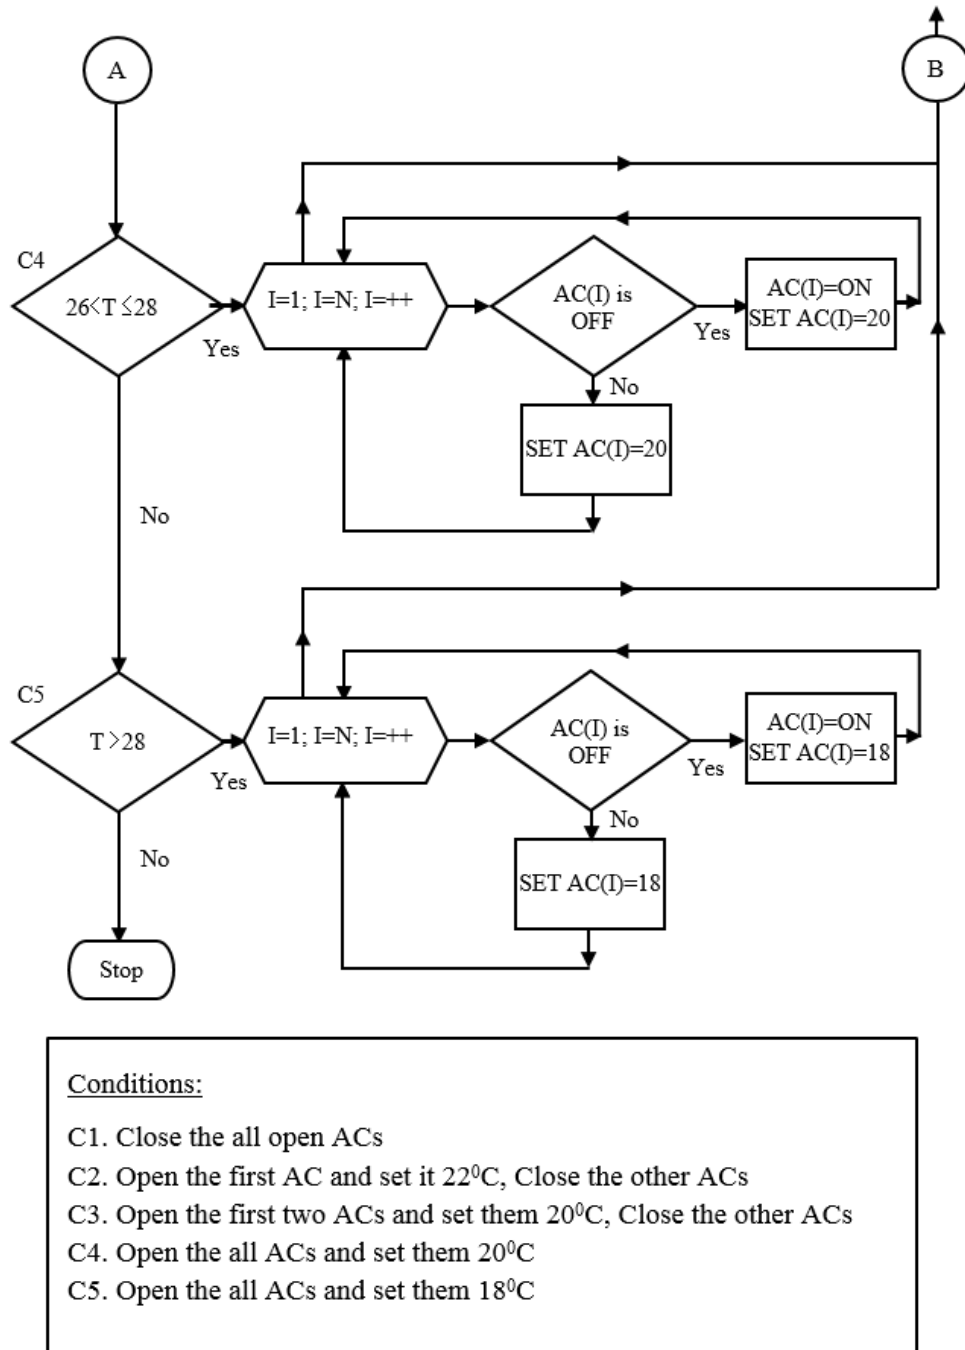 A
B
C4
26<T ≤28
Yes
I=1; I=N; I=++
AC(I) is
OFF
Yes
AC(I)=ON
SET AC(I)=20
No
SET AC(I)=20
No
C5
T >28
Yes
I=1; I=N; I=++
AC(I) is
OFF
Yes
AC(I)=ON
SET AC(I)=18
No
SET AC(I)=18
No
Stop
Conditions:
C1. Close the all open ACs
C2. Open the first AC and set it 22⁰C, Close the other ACs
C3. Open the first two ACs and set them 20⁰C, Close the other ACs
C4. Open the all ACs and set them 20⁰C
C5. Open the all ACs and set them 18⁰C